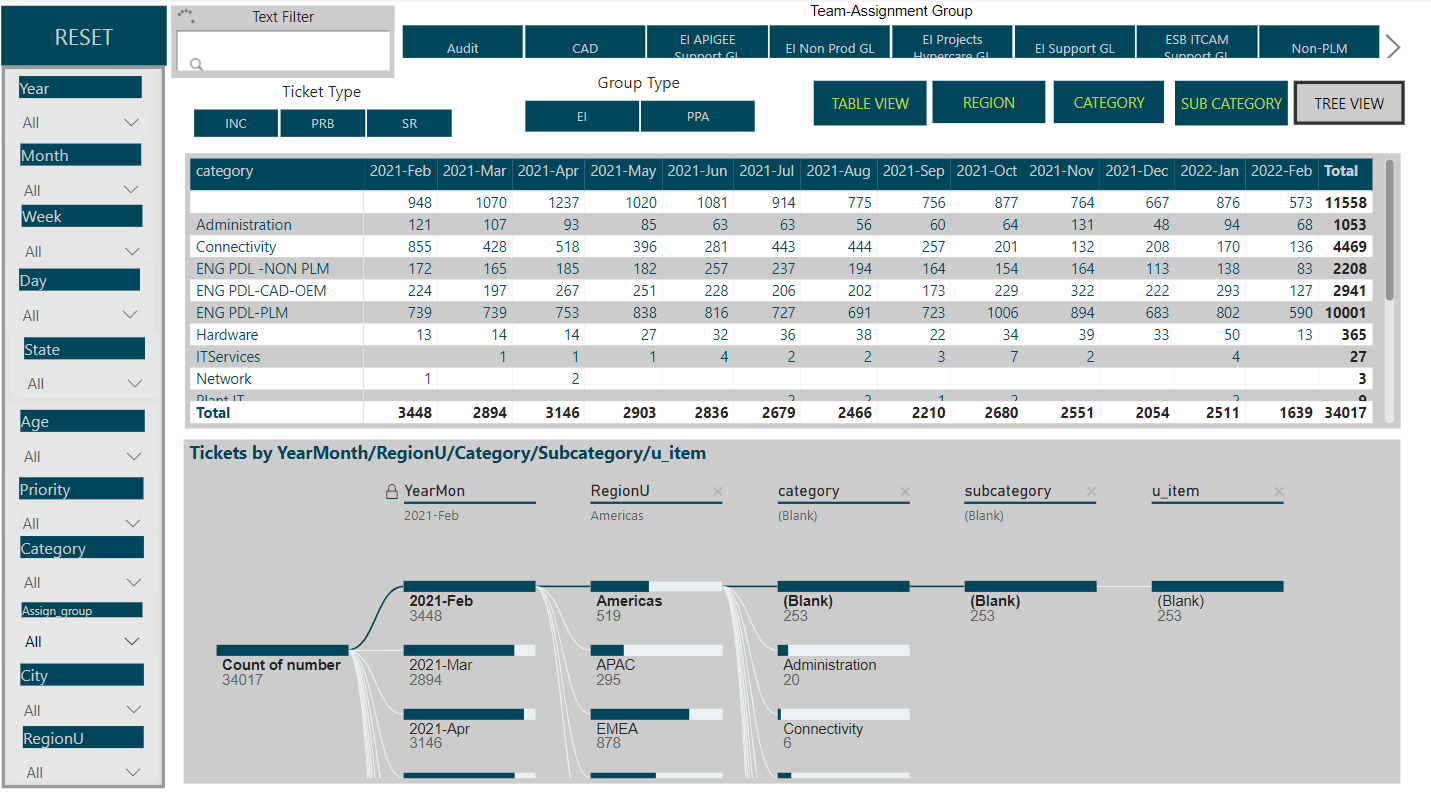 RESET
Text Filter
Team-Assignment Group
Audit
CAD
EI APIGEE
Support GL
EI Non Prod GL
EI Projects
Hypercare GL
EI Support GL
ESB ITCAM
Support GL
Non-PLM
Ticket Type
INC PRB SR
Group Type
EI PPA
TABLE VIEW REGION CATEGORY SUB CATEGORY TREE VIEW
Year
All
Month
All
Week
All
Day
All
State
All
Age
All
Priority
All
Category
All
Assign_group
All
City
All
RegionU
All
category 2021-Feb 2021-Mar 2021-Apr 2021-May 2021-Jun 2021-Jul 2021-Aug 2021-Sep 2021-Oct 2021-Nov 2021-Dec 2022-Jan 2022-Feb Total
948 1070 1237 1020 1081 914 775 756 877 764 667 876 573 11558
Administration 121 107 93 85 63 63 56 60 64 131 48 94 68 1053
Connectivity 855 428 518 396 281 443 444 257 201 132 208 170 136 4469
ENG PDL -NON PLM 172 165 185 182 257 237 194 164 154 164 113 138 83 2208
ENG PDL-CAD-OEM 224 197 267 251 228 206 202 173 229 322 222 293 127 2941
ENG PDL-PLM 739 739 753 838 816 727 691 723 1006 894 683 802 590 10001
Hardware 13 14 14 27 32 36 38 22 34 39 33 50 13 365
ITServices 1 1 1 4 2 2 3 7 2 4 27
Network 1 2 3
Plant IT 2 2 1 2 2 9
Total 3448 2894 3146 2903 2836 2679 2466 2210 2680 2551 2054 2511 1639 34017
Tickets by YearMonth/RegionU/Category/Subcategory/u_item
YearMon RegionU category subcategory u_item
2021-Feb Americas (Blank) (Blank)
Count of number
34017
2021-Feb
3448
2021-Mar
2894
2021-Apr
3146
Americas
519
APAC
295
EMEA
878
(Blank)
253
Administration
20
Connectivity
6
(Blank)
253
(Blank)
253